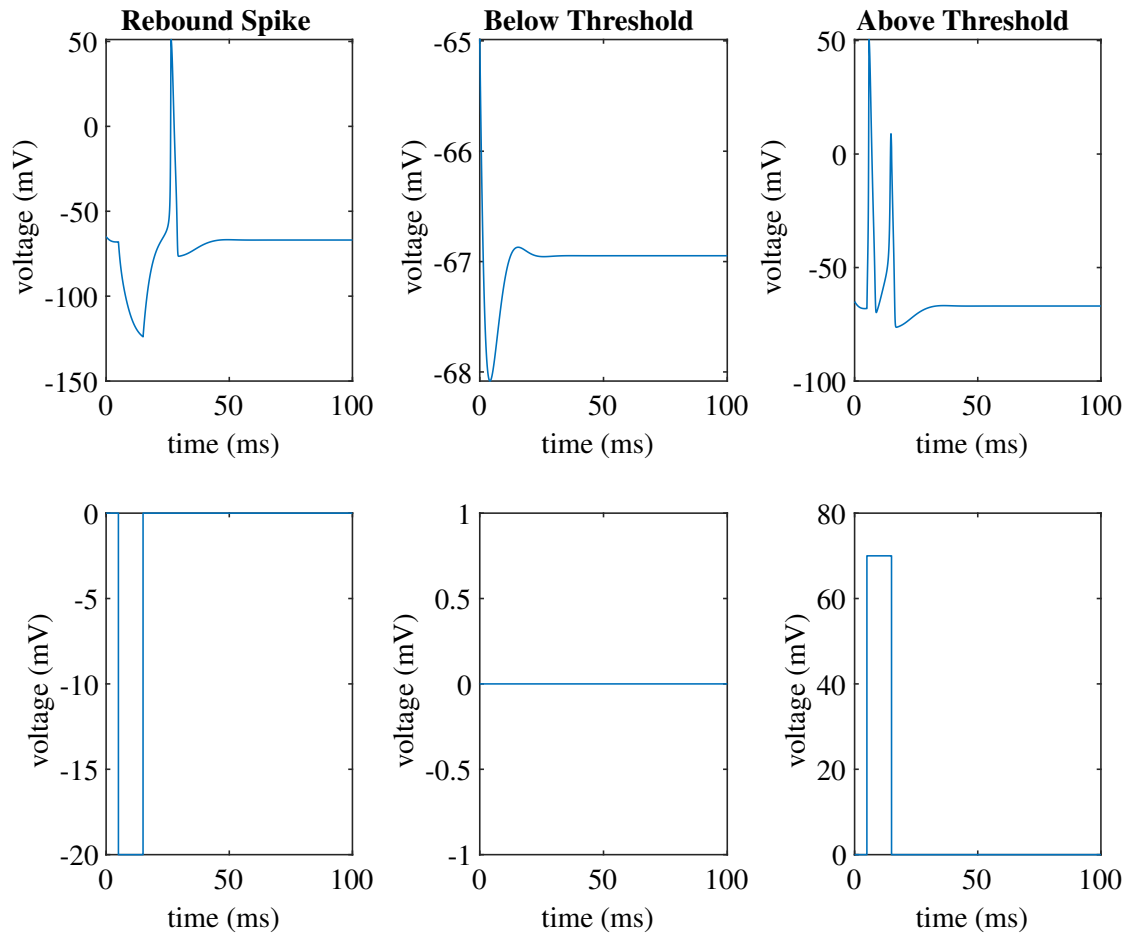 Rebound Spike
50
0
-50
-100
-150
voltage (mV)
0 50 100
time (ms)
Below Threshold
-65
-66
-67
-68
voltage (mV)
0 50 100
time (ms)
Above Threshold
50
0
-50
-100
voltage (mV)
0 50 100
time (ms)
0
-5
-10
-15
-20
voltage (mV)
0 50 100
time (ms)
1
0.5
0
-0.5
-1
voltage (mV)
0 50 100
time (ms)
80
60
40
20
0
voltage (mV)
0 50 100
time (ms)